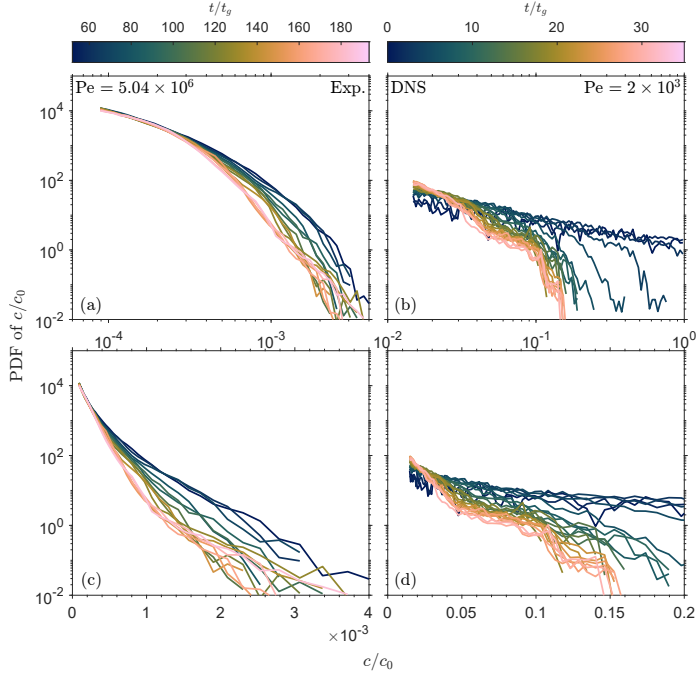 t/t_g t/t_g
60 80 100 120 140 160 180 0 10 20 30
Pe = 5.04 × 10^6 Exp. DNS Pe = 2 × 10^3
10^4
10^2
10^0
10^-2
(a) (b)
10^-4 10^-3 10^-2 10^-1 10^0
PDF of c/c_0
10^4
10^2
10^0
10^-2
(c) (d)
0 1 2 3 4 0 0.05 0.1 0.15 0.2
×10^-3
c/c_0